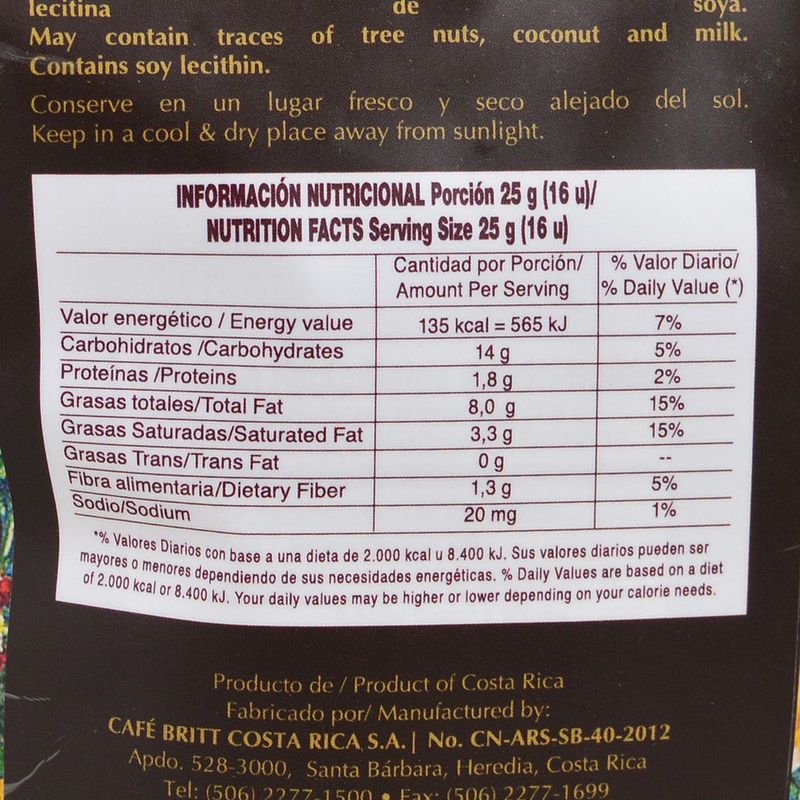 lecitina de soya.
May contain traces of tree nuts, coconut and milk.
Contains soy lecithin.
Conserve en un lugar fresco y seco alejado del sol.
Keep in a cool & dry place away from sunlight.
INFORMACIÓN NUTRICIONAL Porción 25 g (16 u)/
NUTRITION FACTS Serving Size 25 g (16 u)
Cantidad por Porción/ % Valor Diario/
Amount Per Serving % Daily Value (*)
Valor energético / Energy value 135 kcal = 565 kJ 7%
Carbohidratos /Carbohydrates 14 g 5%
Proteínas /Proteins 1,8 g 2%
Grasas totales/Total Fat 8,0 g 15%
Grasas Saturadas/Saturated Fat 3,3 g 15%
Grasas Trans/Trans Fat 0 g --
Fibra alimentaria/Dietary Fiber 1,3 g 5%
Sodio/Sodium 20 mg 1%
*% Valores Diarios con base a una dieta de 2.000 kcal u 8.400 kJ. Sus valores diarios pueden ser
mayores o menores dependiendo de sus necesidades energéticas. % Daily Values are based on a diet
of 2.000 kcal or 8.400 kJ. Your daily values may be higher or lower depending on your calorie needs.
Producto de / Product of Costa Rica
Fabricado por/ Manufactured by:
CAFÉ BRITT COSTA RICA S.A. | No. CN-ARS-SB-40-2012
Apdo. 528-3000, Santa Bárbara, Heredia, Costa Rica
Tel: (506) 2277-1500 • Fax: (506) 2277-1699